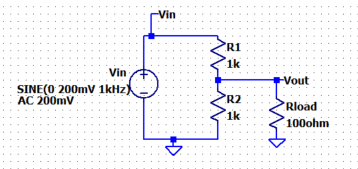 Vin
R1
1k
Vin
SINE(0 200mV 1kHz)
AC 200mV
Vout
R2
1k
Rload
100ohm